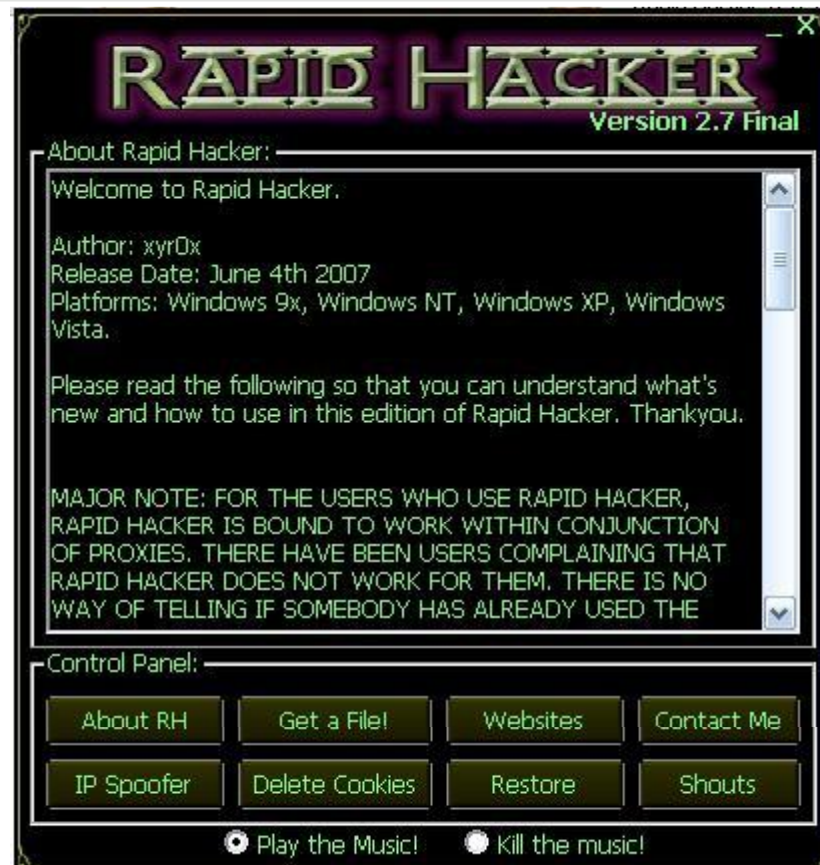 RAPID HACKER
Version 2.7 Final
About Rapid Hacker:
Welcome to Rapid Hacker.
Author: xyr0x
Release Date: June 4th 2007
Platforms: Windows 9x, Windows NT, Windows XP, Windows
Vista.
Please read the following so that you can understand what's
new and how to use in this edition of Rapid Hacker. Thankyou.
MAJOR NOTE: FOR THE USERS WHO USE RAPID HACKER,
RAPID HACKER IS BOUND TO WORK WITHIN CONJUNCTION
OF PROXIES. THERE HAVE BEEN USERS COMPLAINING THAT
RAPID HACKER DOES NOT WORK FOR THEM. THERE IS NO
WAY OF TELLING IF SOMEBODY HAS ALREADY USED THE
Control Panel:
About RH
Get a File!
Websites
Contact Me
IP Spoofer
Delete Cookies
Restore
Shouts
Play the Music!
Kill the music!